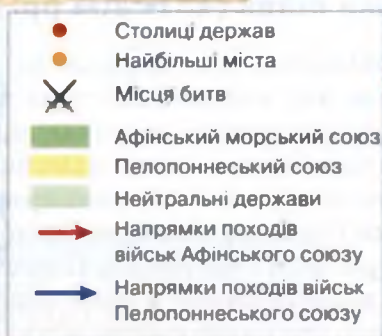 Столиці держав
Найбільші міста
Місця битв
Афінський морський союз
Пелопоннеський союз
Нейтральні держави
Напрямки походів
військ Афінського союзу
Напрямки походів військ
Пелопоннеського союзу